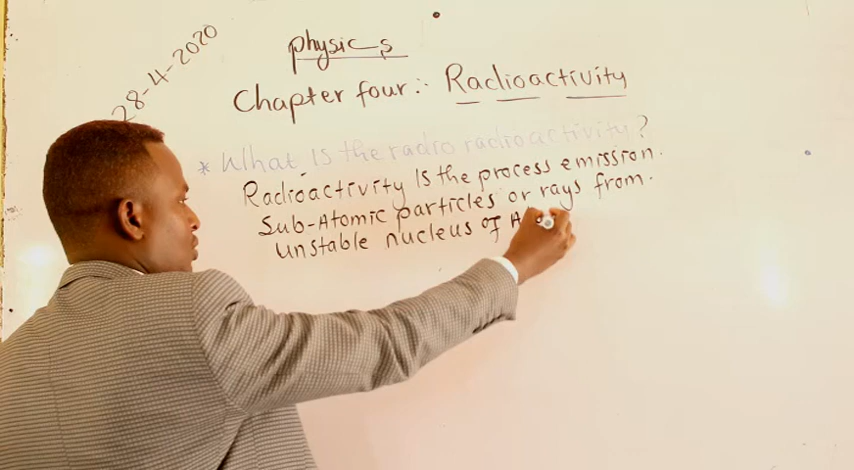 28-4-2020
physics
Chapter four:- Radioactivity
* What is the radio radioactivity?
Radioactivity Is the process emission.
Sub-Atomic particles or rays from.
Unstable nucleus of A